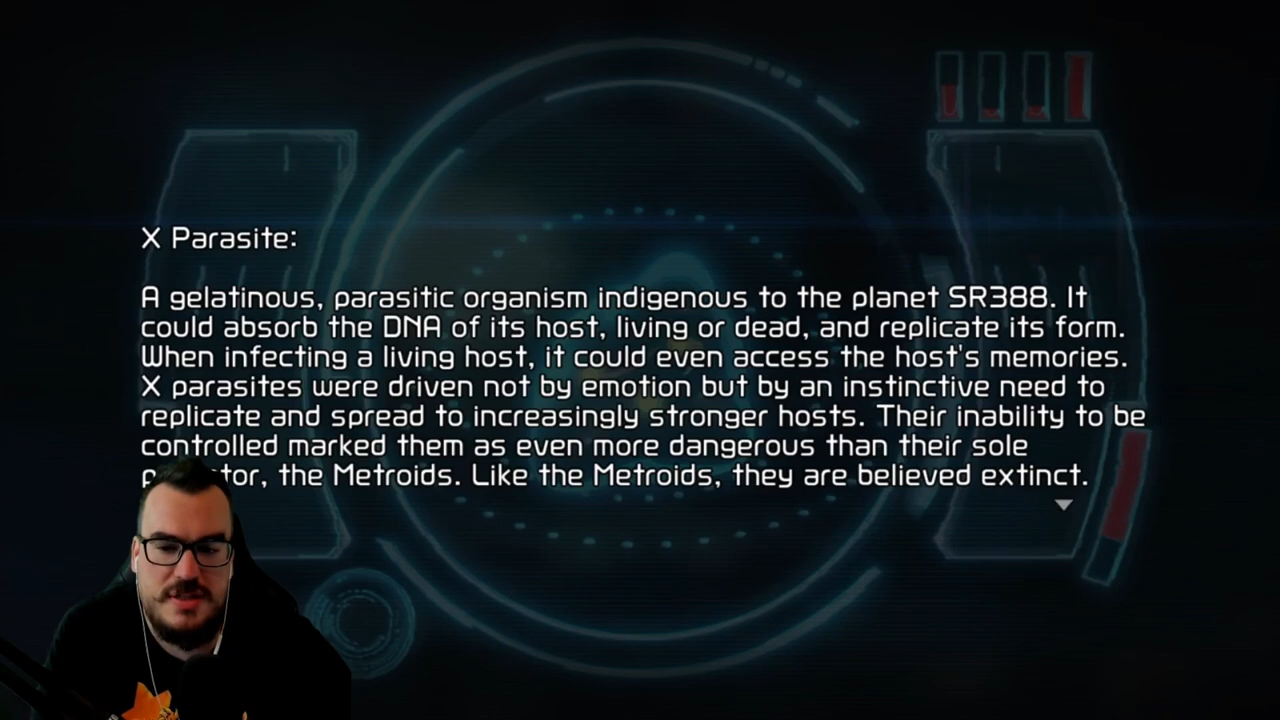 X Parasite:
A gelatinous, parasitic organism indigenous to the planet SR388. It
could absorb the DNA of its host, living or dead, and replicate its form.
When infecting a living host, it could even access the host's memories.
X parasites were driven not by emotion but by an instinctive need to
replicate and spread to increasingly stronger hosts. Their inability to be
controlled marked them as even more dangerous than their sole
the Metroids. Like the Metroids, they are believed extinct.